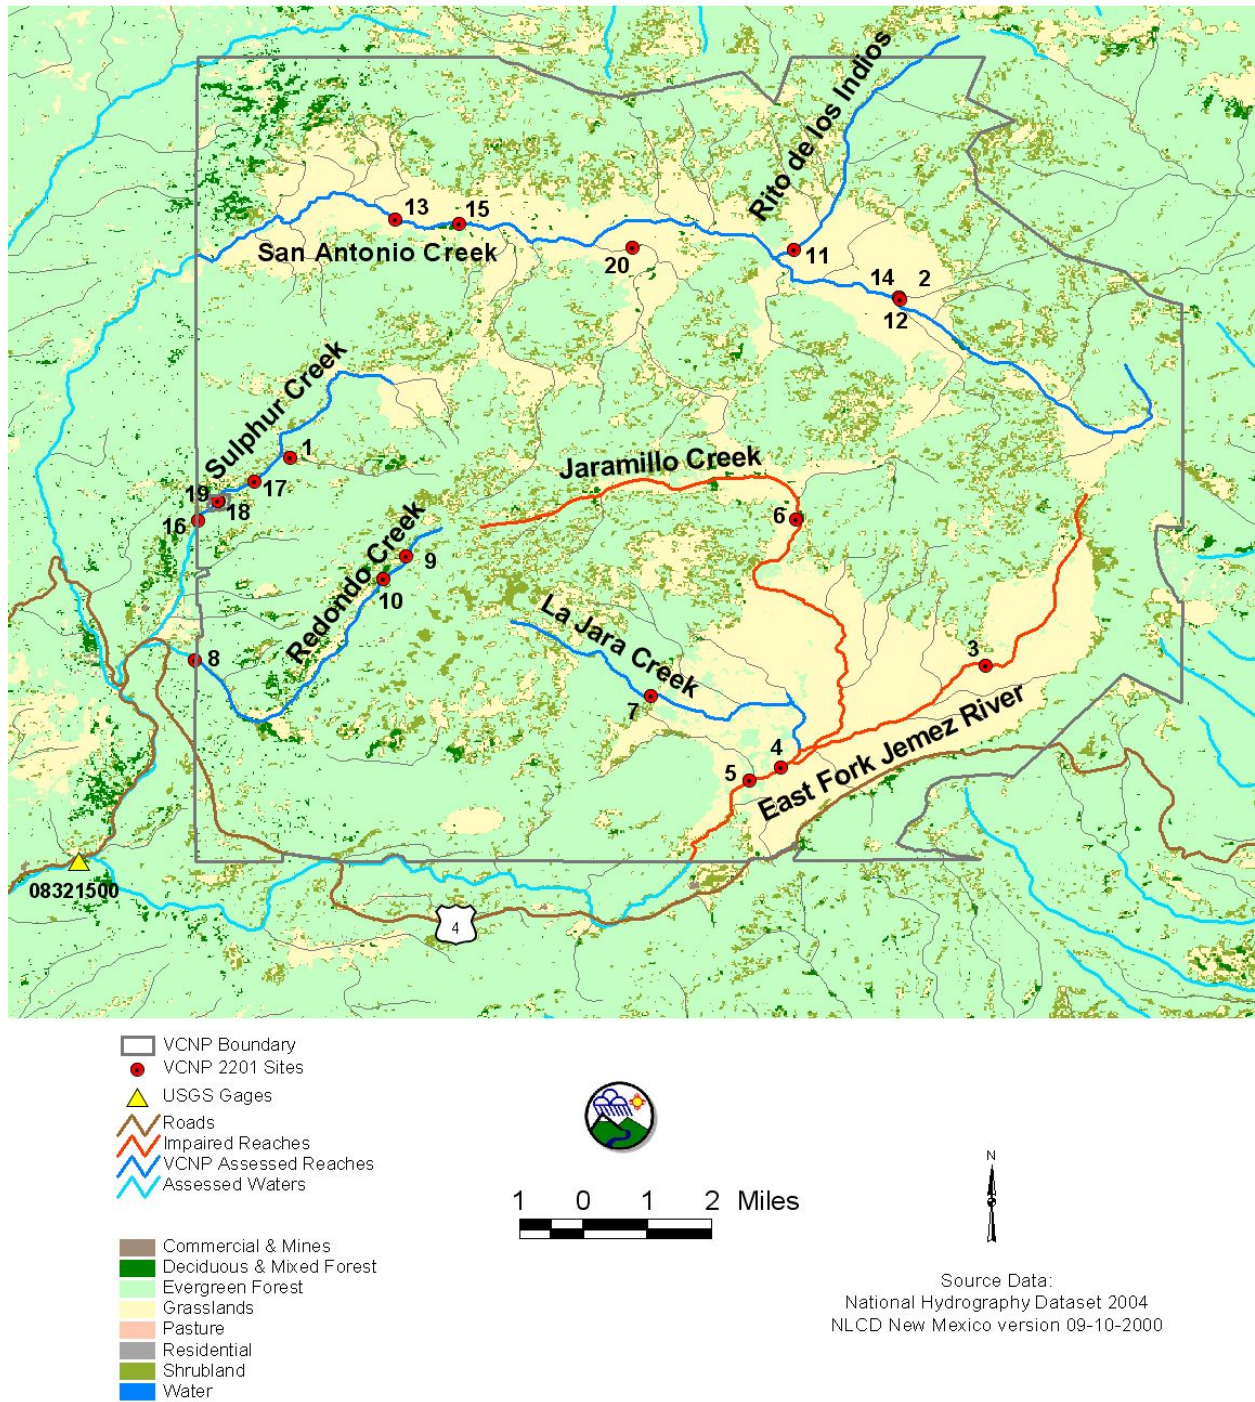 Rito de los Indios
13
15
San Antonio Creek
20
11
14
2
12
Sulphur Creek
1
17
19
18
16
Jaramillo Creek
6
Redondo Creek
9
10
La Jara Creek
8
7
3
4
5
East Fork Jemez River
08321500
4
VCNP Boundary
VCNP 2201 Sites
USGS Gages
Roads
Impaired Reaches
VCNP Assessed Reaches
Assessed Waters
N
1 0 1 2 Miles
Commercial & Mines
Deciduous & Mixed Forest
Evergreen Forest
Grasslands
Pasture
Residential
Shrubland
Water
Source Data:
National Hydrography Dataset 2004
NLCD New Mexico version 09-10-2000